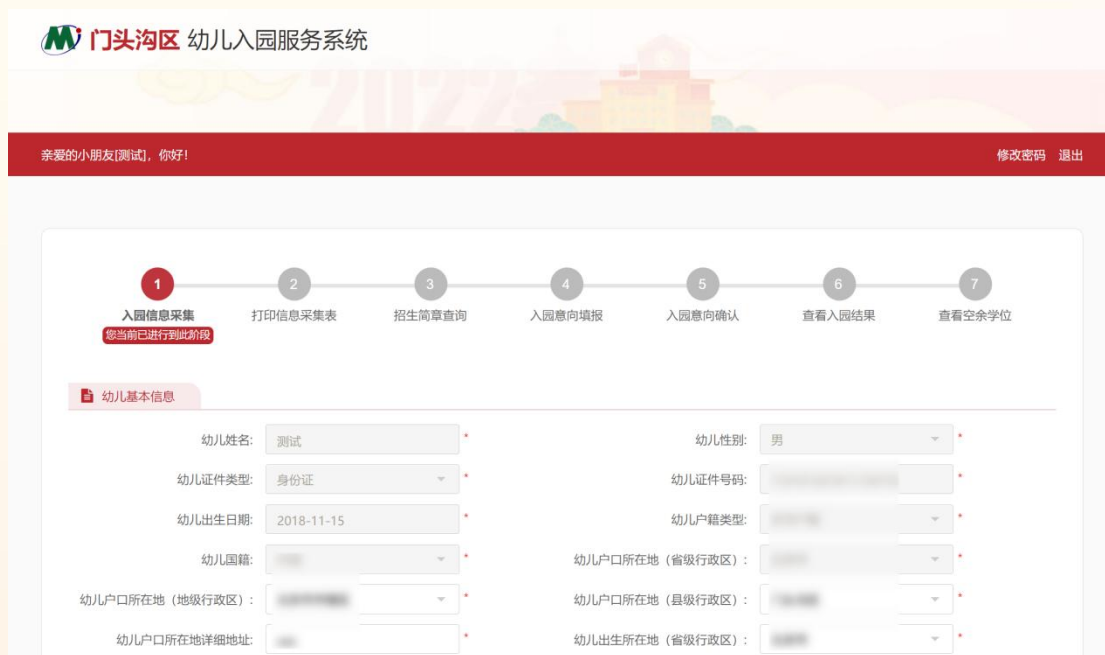 门头沟区 幼儿入园服务系统
2022
亲爱的小朋友[测试]，你好! 修改密码 退出
1 2 3 4 5 6 7
入园信息采集 打印信息采集表 招生简章查询 入园意向填报 入园意向确认 查看入园结果 查看空余学位
您当前已进行到此阶段
幼儿基本信息
幼儿姓名: 测试 * 幼儿性别: 男 *
幼儿证件类型: 身份证 * 幼儿证件号码: *
幼儿出生日期: 2018-11-15 * 幼儿户籍类型: *
幼儿国籍: * 幼儿户口所在地（省级行政区）: *
幼儿户口所在地（地级行政区）: * 幼儿户口所在地（县级行政区）: *
幼儿户口所在地详细地址: * 幼儿出生所在地（省级行政区）: *